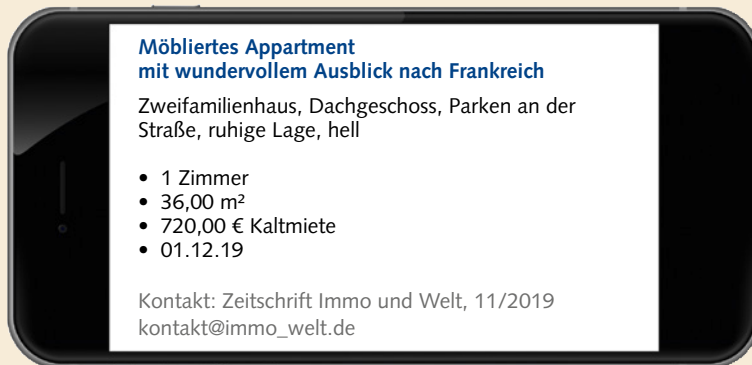 Möbliertes Appartment
mit wundervollem Ausblick nach Frankreich
Zweifamilienhaus, Dachgeschoss, Parken an der
Straße, ruhige Lage, hell
• 1 Zimmer
• 36,00 m²
• 720,00 € Kaltmiete
• 01.12.19
Kontakt: Zeitschrift Immo und Welt, 11/2019
kontakt@immo_welt.de